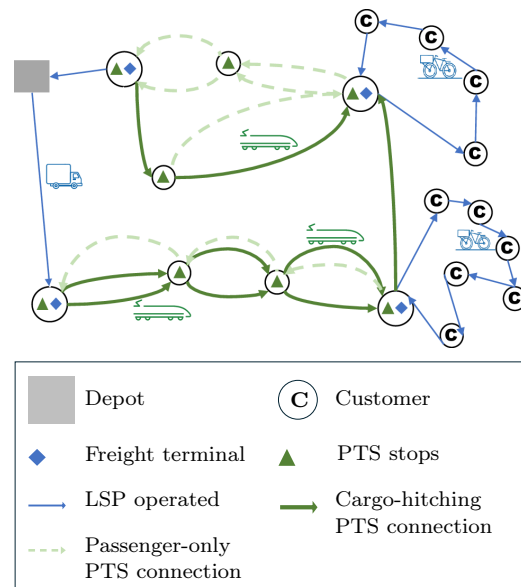 C
C
C
C
C
C
C
C
C
C
Depot
C Customer
Freight terminal
PTS stops
LSP operated
Cargo-hitching
PTS connection
Passenger-only
PTS connection